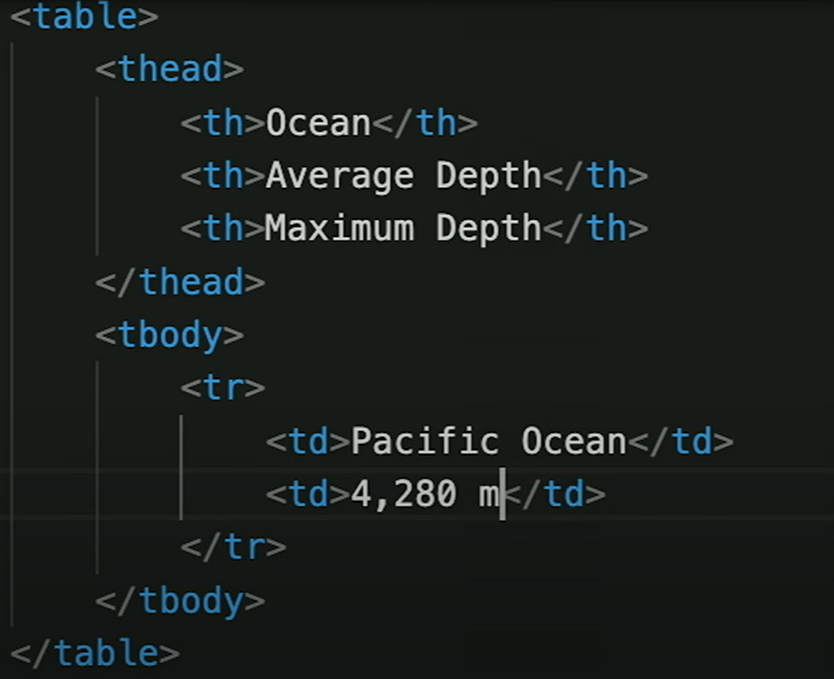 <table>
<thead>
<th>Ocean</th>
<th>Average Depth</th>
<th>Maximum Depth</th>
</thead>
<tbody>
<tr>
<td>Pacific Ocean</td>
<td>4,280 m</td>
</tr>
</tbody>
</table>